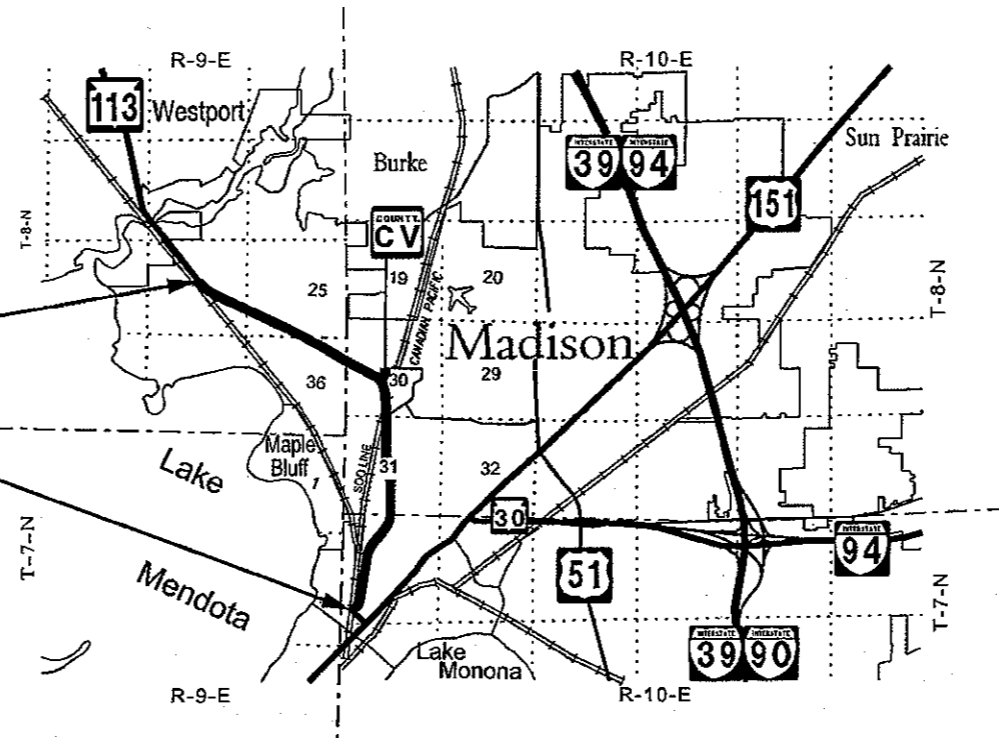 R-9-E
R-10-E
113
Westport
INTERSTATE
39
INTERSTATE
94
Sun Prairie
Burke
151
T-8-N
COUNTY
CV
T-8-N
25
19
20
CANADIAN PACIFIC
Madison
36
30
29
Maple
Bluff
1
SOO LINE
31
32
Lake
Mendota
30
T-7-N
51
94
T-7-N
Lake
Monona
INTERSTATE
39
INTERSTATE
90
R-9-E
R-10-E